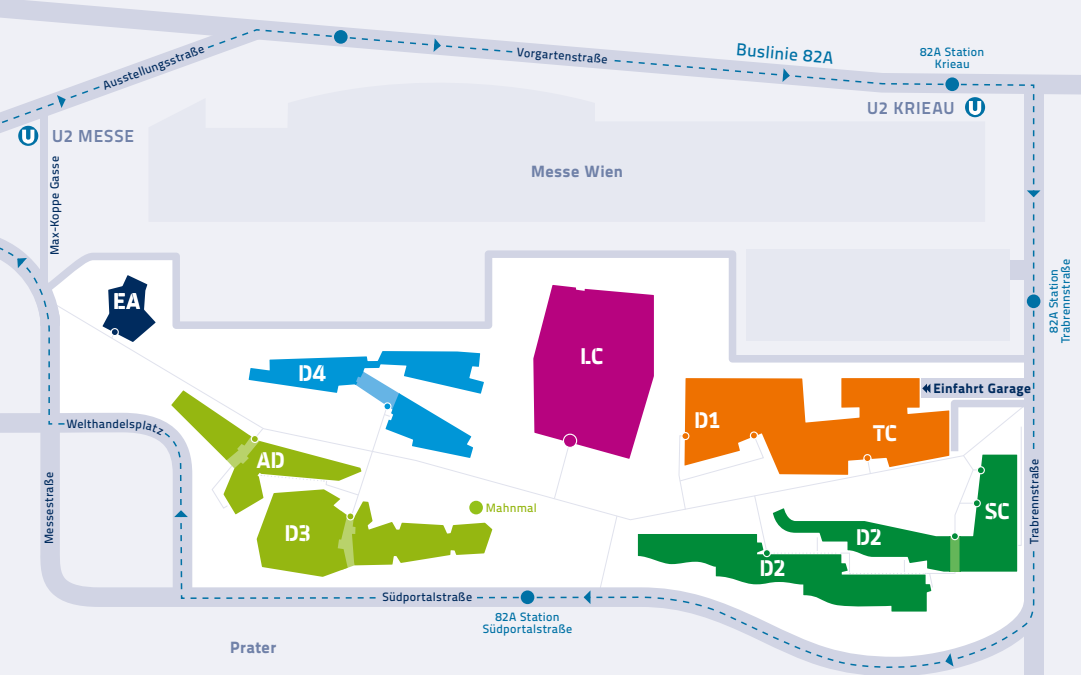 Ausstellungsstraße
Vorgartenstraße
Buslinie 82A
82A Station
Krieau
U2 KRIEAU
U
U
U2 MESSE
Max-Koppe Gasse
Messe Wien
82A Station
Trabrennstraße
EA
D4
LC
D1
TC
Einfahrt Garage
Welthandelsplatz
AD
D3
Mahnmal
D2
D2
SC
Messestraße
Trabrennstraße
Südportalstraße
82A Station
Südportalstraße
Prater